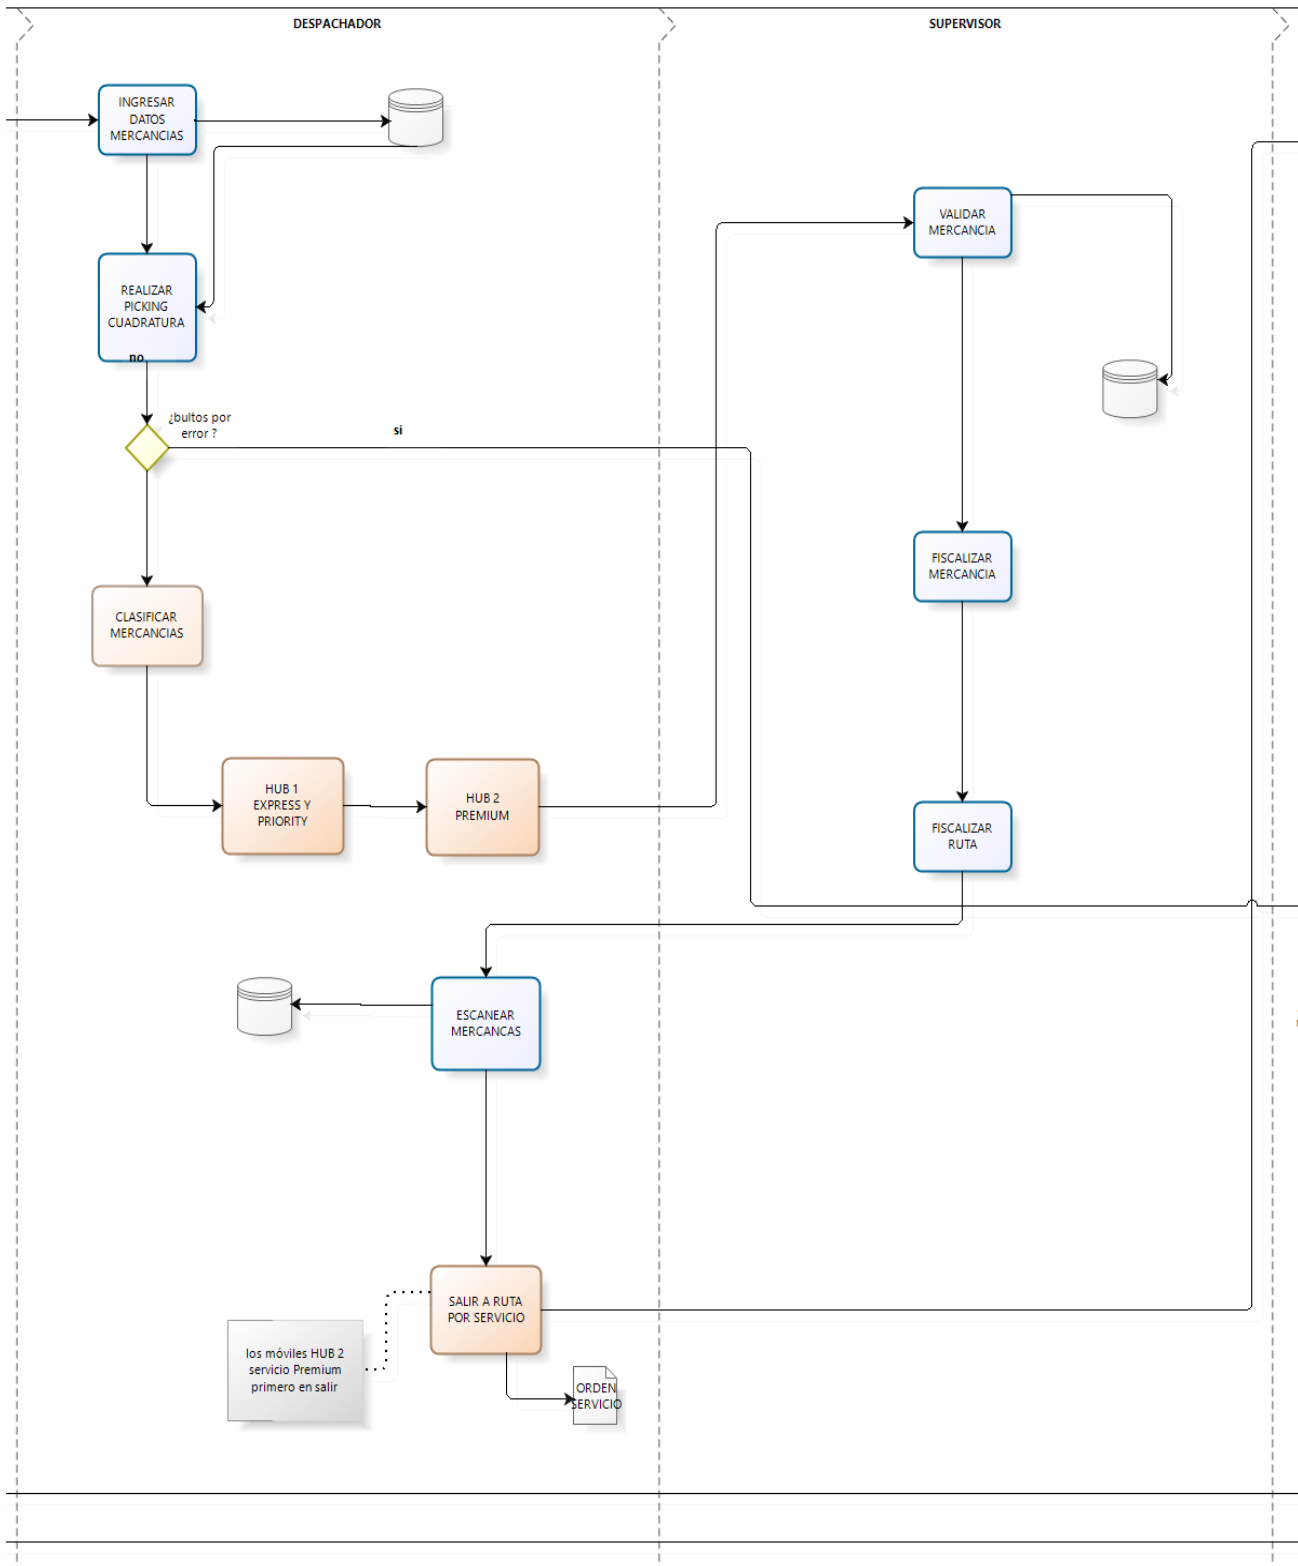 DESPACHADOR
SUPERVISOR
INGRESAR
DATOS
MERCANCIAS
REALIZAR
PICKING
CUADRATURA
no
¿bultos por
error ?
si
CLASIFICAR
MERCANCIAS
HUB 1
EXPRESS Y
PRIORITY
HUB 2
PREMIUM
VALIDAR
MERCANCIA
FISCALIZAR
MERCANCIA
FISCALIZAR
RUTA
ESCANEAR
MERCANCAS
SALIR A RUTA
POR SERVICIO
los móviles HUB 2
servicio Premium
primero en salir
ORDEN
SERVICIO